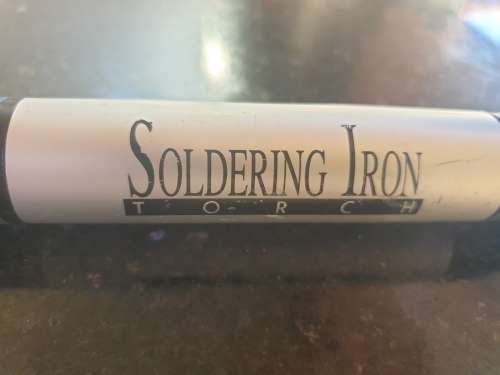 SOLDERING IRON
TORCH